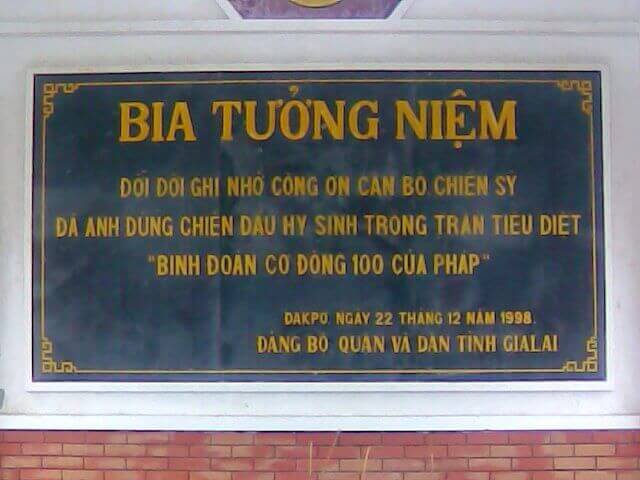 BIA TƯỞNG NIỆM
ĐỜI ĐỜI GHI NHỚ CÔNG ƠN CÁN BỘ CHIẾN SỸ
ĐÃ ANH DŨNG CHIẾN ĐẤU HY SINH TRONG TRẬN TIÊU DIỆT
"BINH ĐOÀN CƠ ĐỘNG 100 CỦA PHÁP"
ĐAKPƠ, NGÀY 22 THÁNG 12 NĂM 1998.
ĐẢNG BỘ QUÂN VÀ DÂN TỈNH GIALAI